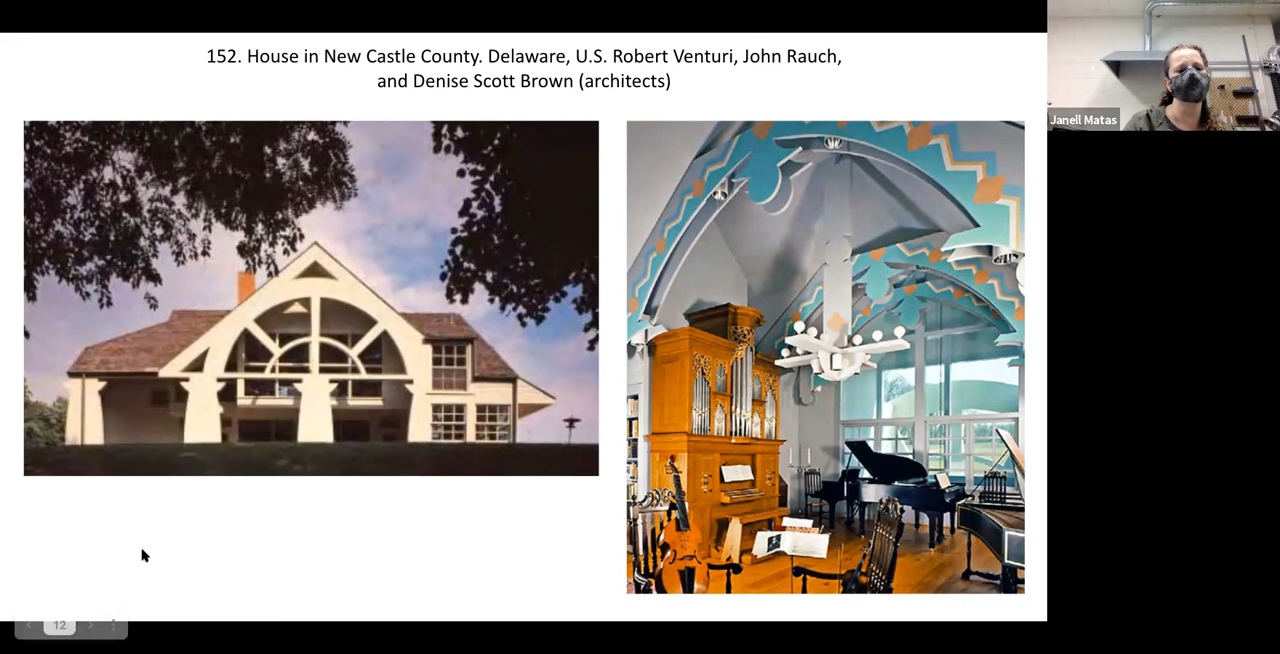 152. House in New Castle County. Delaware, U.S. Robert Venturi, John Rauch,
and Denise Scott Brown (architects)
Janell Matas
12